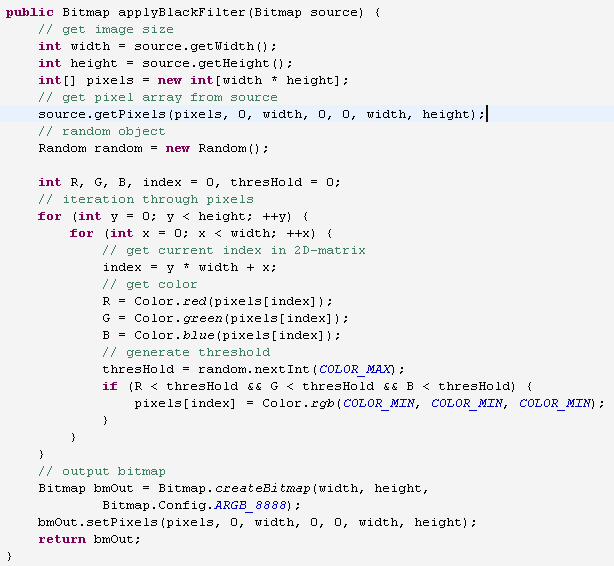 public Bitmap applyBlackFilter(Bitmap source) {
    // get image size
    int width = source.getWidth();
    int height = source.getHeight();
    int[] pixels = new int[width * height];
    // get pixel array from source
    source.getPixels(pixels, 0, width, 0, 0, width, height);
    // random object
    Random random = new Random();

    int R, G, B, index = 0, thresHold = 0;
    // iteration through pixels
    for (int y = 0; y < height; ++y) {
        for (int x = 0; x < width; ++x) {
            // get current index in 2D-matrix
            index = y * width + x;
            // get color
            R = Color.red(pixels[index]);
            G = Color.green(pixels[index]);
            B = Color.blue(pixels[index]);
            // generate threshold
            thresHold = random.nextInt(COLOR_MAX);
            if (R < thresHold && G < thresHold && B < thresHold) {
                pixels[index] = Color.rgb(COLOR_MIN, COLOR_MIN, COLOR_MIN);
            }
        }
    }
    // output bitmap
    Bitmap bmOut = Bitmap.createBitmap(width, height,
            Bitmap.Config.ARGB_8888);
    bmOut.setPixels(pixels, 0, width, 0, 0, width, height);
    return bmOut;
}